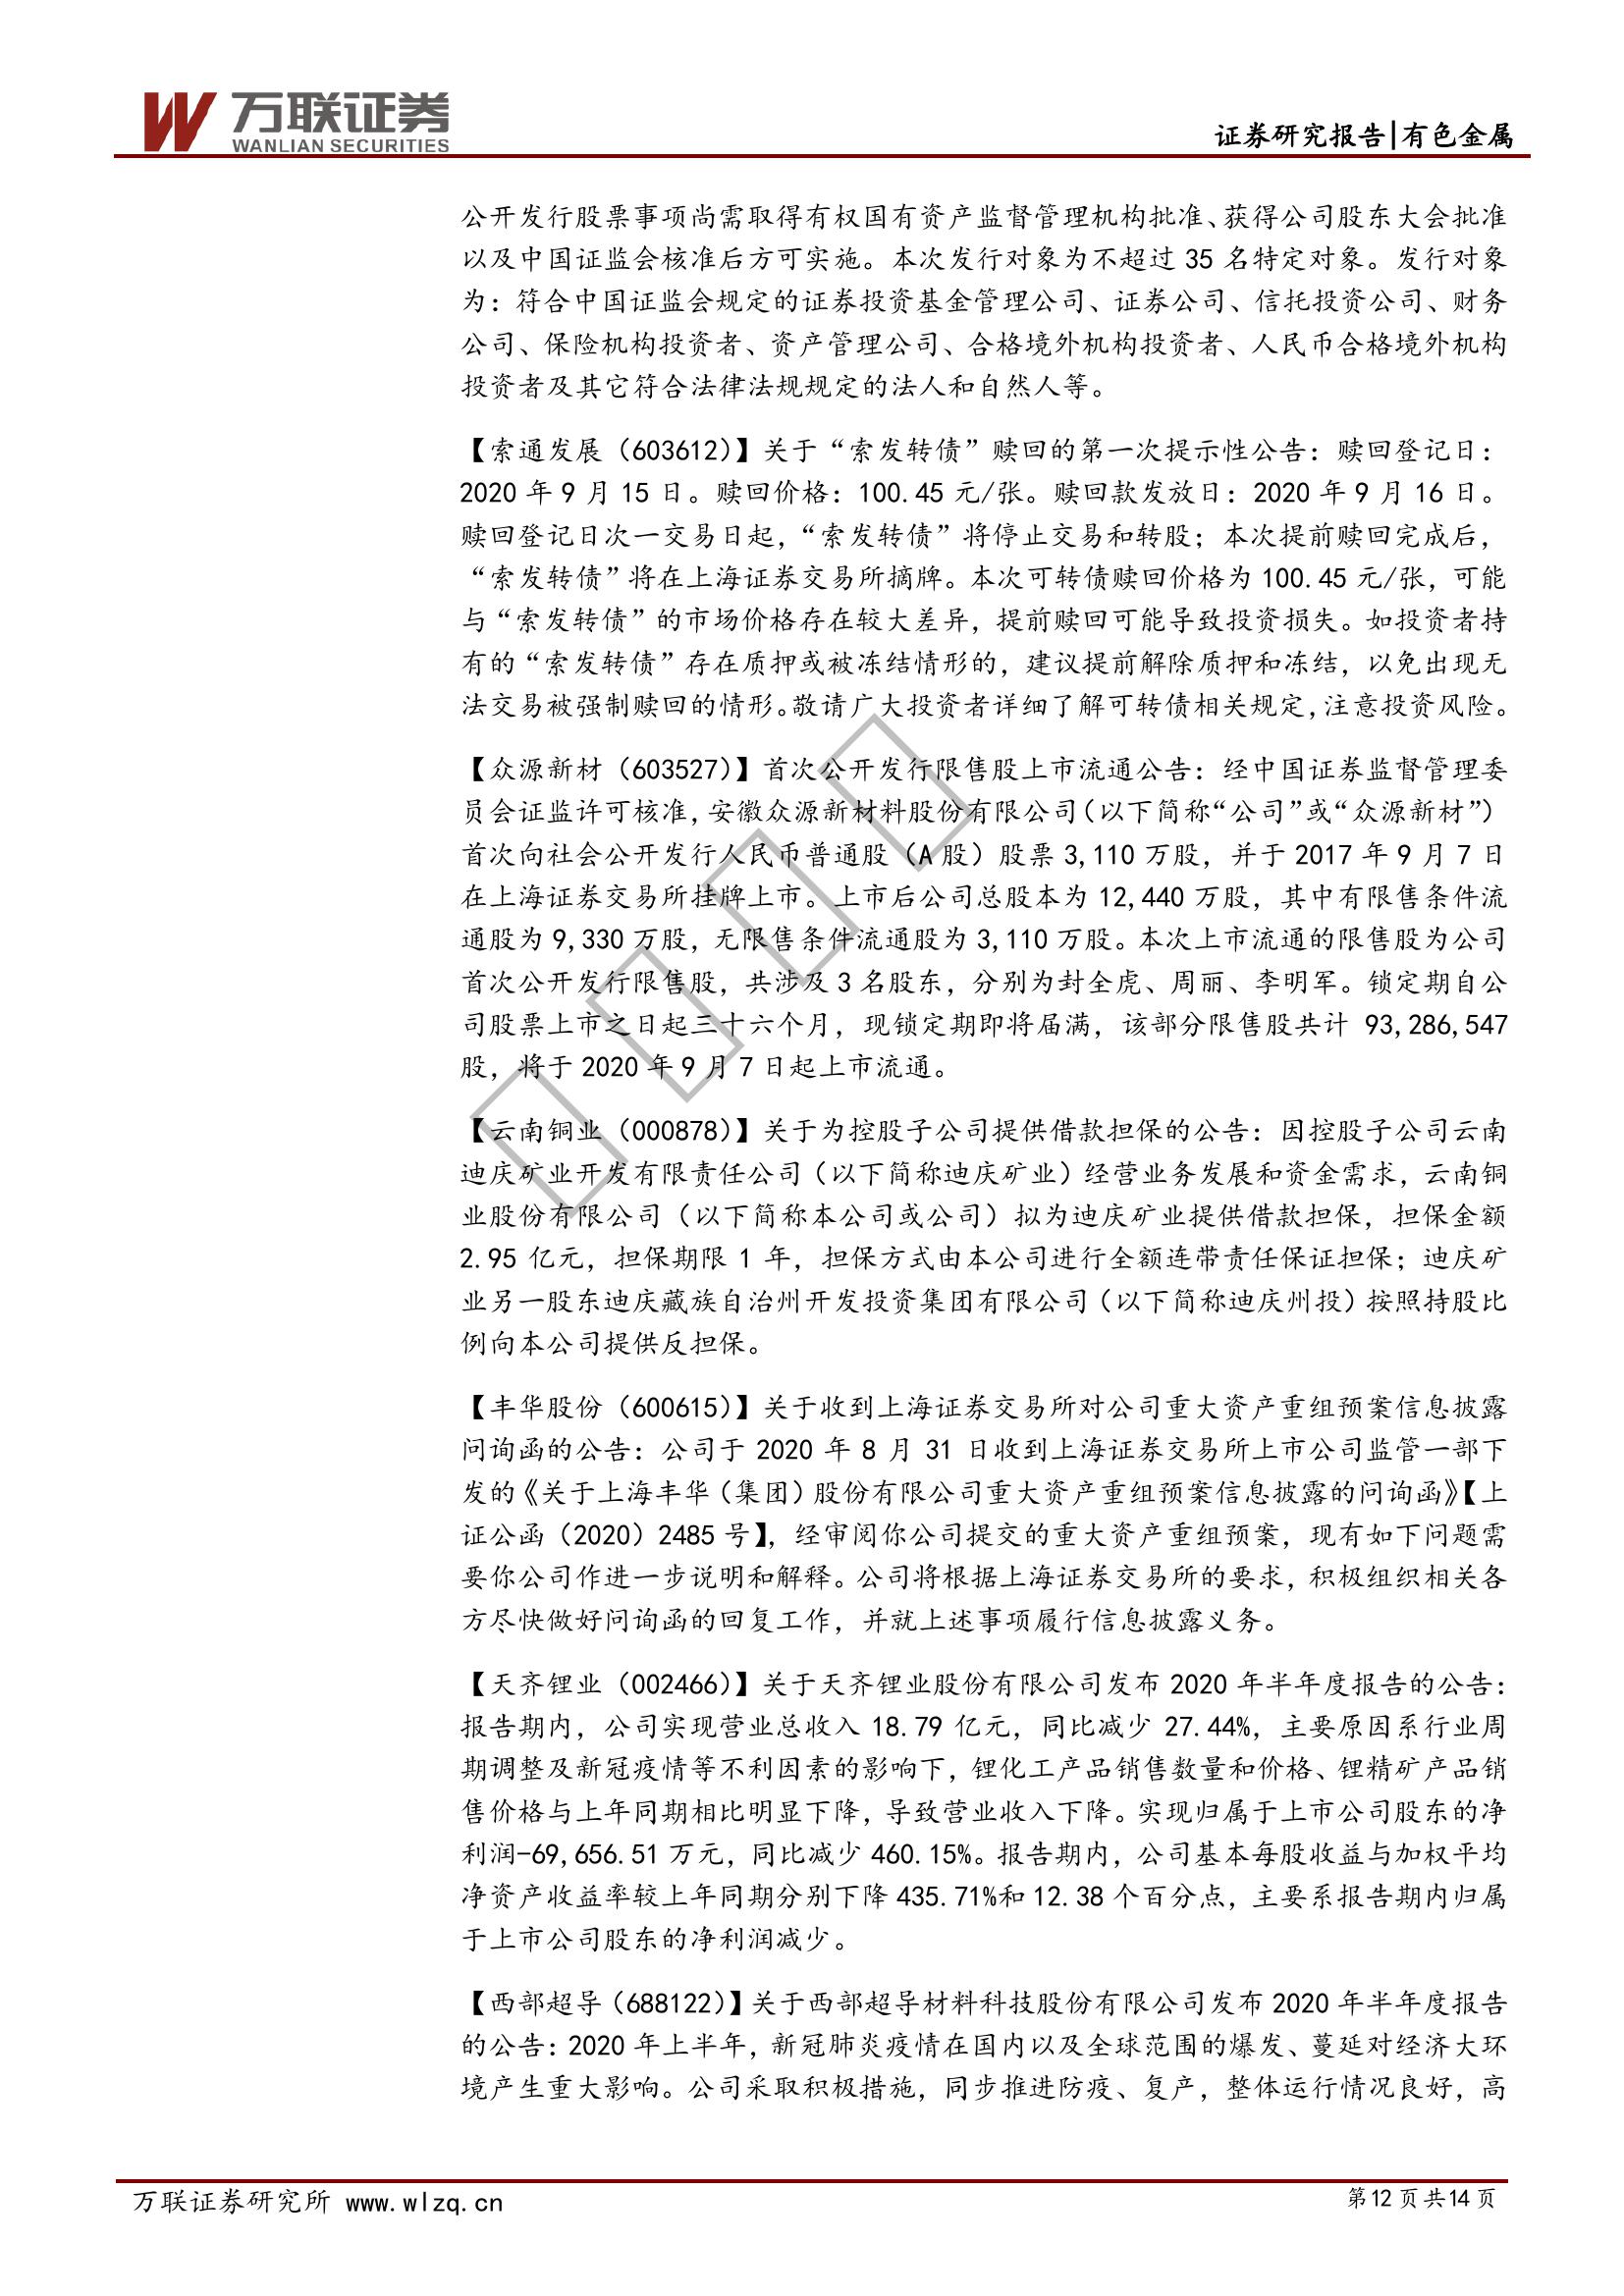 万联证券
WANLIAN SECURITIES
证券研究报告|有色金属
公开发行股票事项尚需取得有权国有资产监督管理机构批准、获得公司股东大会批准
以及中国证监会核准后方可实施。本次发行对象为不超过 35 名特定对象。发行对象
为：符合中国证监会规定的证券投资基金管理公司、证券公司、信托投资公司、财务
公司、保险机构投资者、资产管理公司、合格境外机构投资者、人民币合格境外机构
投资者及其它符合法律法规规定的法人和自然人等。
【索通发展（603612）】关于“索发转债”赎回的第一次提示性公告：赎回登记日：
2020 年 9 月 15 日。赎回价格：100.45 元/张。赎回款发放日：2020 年 9 月 16 日。
赎回登记日次一交易日起，“索发转债”将停止交易和转股；本次提前赎回完成后，
“索发转债”将在上海证券交易所摘牌。本次可转债赎回价格为 100.45 元/张，可能
与“索发转债”的市场价格存在较大差异，提前赎回可能导致投资损失。如投资者持
有的“索发转债”存在质押或被冻结情形的，建议提前解除质押和冻结，以免出现无
法交易被强制赎回的情形。敬请广大投资者详细了解可转债相关规定，注意投资风险。
【众源新材（603527）】首次公开发行限售股上市流通公告：经中国证券监督管理委
员会证监许可核准，安徽众源新材料股份有限公司（以下简称“公司”或“众源新材”）
首次向社会公开发行人民币普通股（A 股）股票 3,110 万股，并于 2017 年 9 月 7 日
在上海证券交易所挂牌上市。上市后公司总股本为 12,440 万股，其中有限售条件流
通股为 9,330 万股，无限售条件流通股为 3,110 万股。本次上市流通的限售股为公司
首次公开发行限售股，共涉及 3 名股东，分别为封全虎、周丽、李明军。锁定期自公
司股票上市之日起三十六个月，现锁定期即将届满，该部分限售股共计 93,286,547
股，将于 2020 年 9 月 7 日起上市流通。
【云南铜业（000878）】关于为控股子公司提供借款担保的公告：因控股子公司云南
迪庆矿业开发有限责任公司（以下简称迪庆矿业）经营业务发展和资金需求，云南铜
业股份有限公司（以下简称本公司或公司）拟为迪庆矿业提供借款担保，担保金额
2.95 亿元，担保期限 1 年，担保方式由本公司进行全额连带责任保证担保；迪庆矿
业另一股东迪庆藏族自治州开发投资集团有限公司（以下简称迪庆州投）按照持股比
例向本公司提供反担保。
【丰华股份（600615）】关于收到上海证券交易所对公司重大资产重组预案信息披露
问询函的公告：公司于 2020 年 8 月 31 日收到上海证券交易所上市公司监管一部下
发的《关于上海丰华（集团）股份有限公司重大资产重组预案信息披露的问询函》【上
证公函（2020）2485 号】，经审阅你公司提交的重大资产重组预案，现有如下问题需
要你公司作进一步说明和解释。公司将根据上海证券交易所的要求，积极组织相关各
方尽快做好问询函的回复工作，并就上述事项履行信息披露义务。
【天齐锂业（002466）】关于天齐锂业股份有限公司发布 2020 年半年度报告的公告：
报告期内，公司实现营业总收入 18.79 亿元，同比减少 27.44%，主要原因系行业周
期调整及新冠疫情等不利因素的影响下，锂化工产品销售数量和价格、锂精矿产品销
售价格与上年同期相比明显下降，导致营业收入下降。实现归属于上市公司股东的净
利润-69,656.51 万元，同比减少 460.15%。报告期内，公司基本每股收益与加权平均
净资产收益率较上年同期分别下降 435.71%和 12.38 个百分点，主要系报告期内归属
于上市公司股东的净利润减少。
【西部超导（688122）】关于西部超导材料科技股份有限公司发布 2020 年半年度报告
的公告：2020 年上半年，新冠肺炎疫情在国内以及全球范围的爆发、蔓延对经济大环
境产生重大影响。公司采取积极措施，同步推进防疫、复产，整体运行情况良好，高
万联证券研究所 www.wlzq.cn
第12页共14页